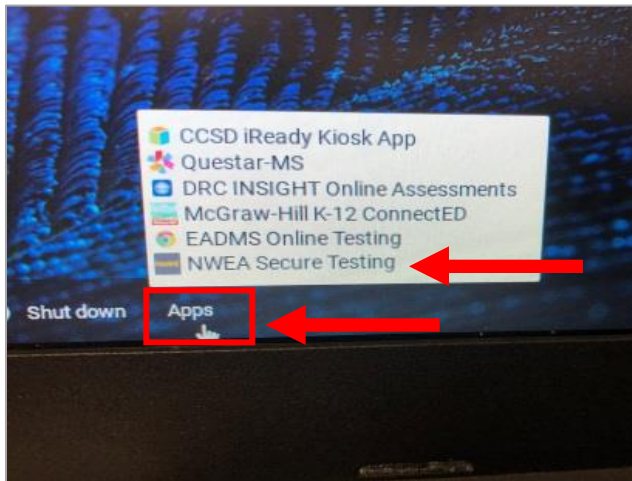 CCSD iReady Kiosk App
Questar-MS
DRC INSIGHT Online Assessments
McGraw-Hill K-12 ConnectED
EADMS Online Testing
NWEA Secure Testing
Shut down Apps